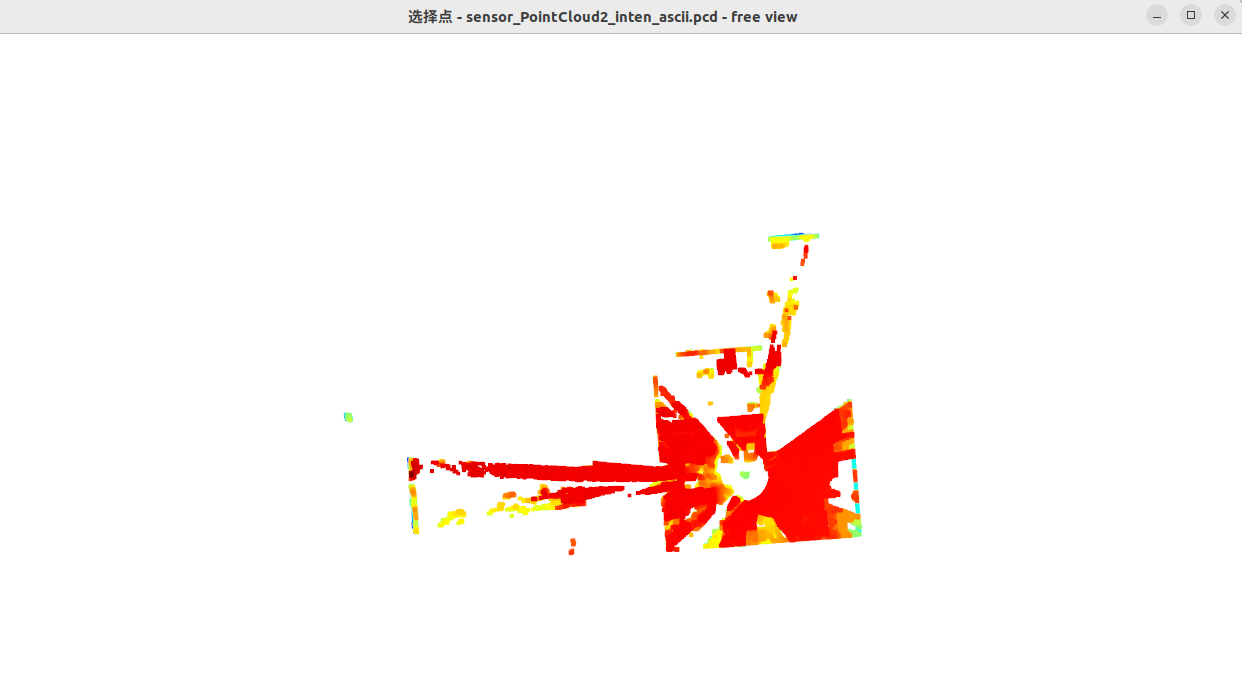 选择点 - sensor_PointCloud2_inten_ascii.pcd - free view